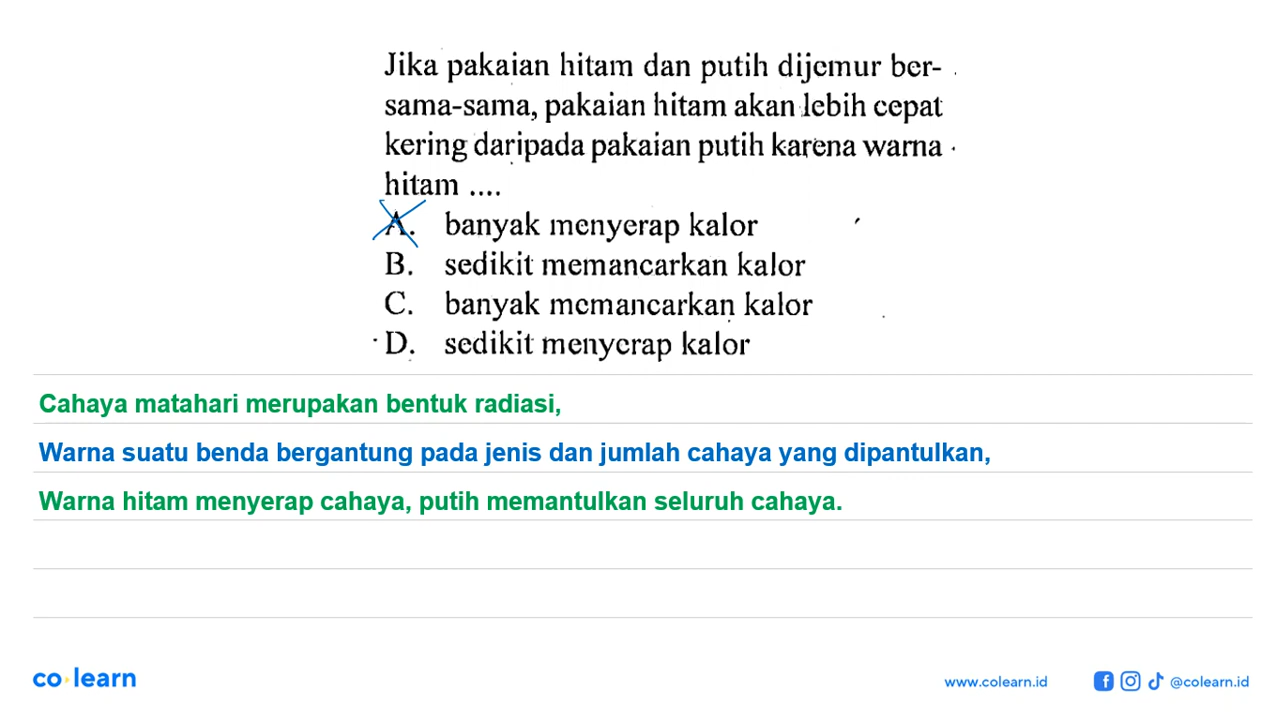 Jika pakaian hitam dan putih dijemur ber-
sama-sama, pakaian hitam akan lebih cepat
kering daripada pakaian putih karena warna
hitam ....
A. banyak menyerap kalor
B. sedikit memancarkan kalor
C. banyak memancarkan kalor
D. sedikit menyerap kalor
Cahaya matahari merupakan bentuk radiasi,
Warna suatu benda bergantung pada jenis dan jumlah cahaya yang dipantulkan,
Warna hitam menyerap cahaya, putih memantulkan seluruh cahaya.
co·learn
www.colearn.id
@colearn.id